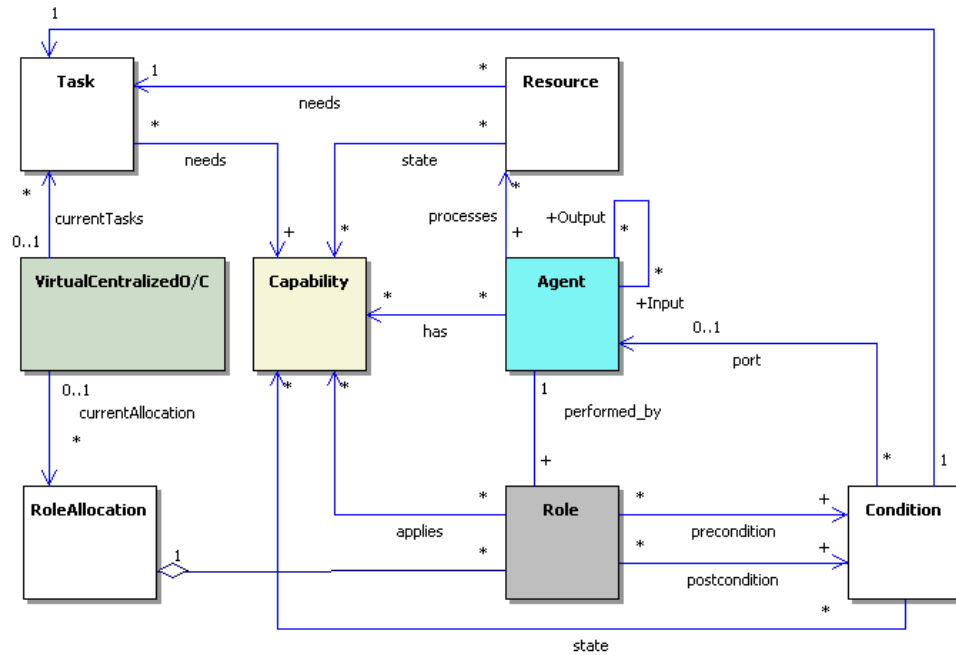 1
Task
1
*
Resource
needs
*
*
needs
state
*
*
processes
+Output
*
currentTasks
0..1
+
*
+
*
VirtualCentralizedO/C
Capability
Agent
+Input
*
*
has
0..1
port
0..1
currentAllocation
*
*
1
performed_by
*
+
*
1
RoleAllocation
*
Role
*
+
Condition
applies
precondition
1
*
*
+
postcondition
*
state